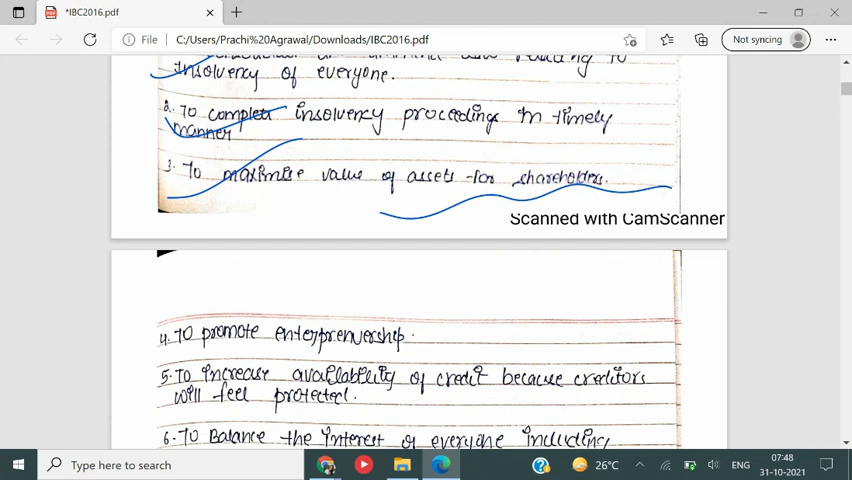 *IBC2016.pdf
File
C:/Users/Prachi%20Agrawal/Downloads/IBC2016.pdf
Not syncing
Insolvency of everyone.
2. To complete insolvency proceedings in timely
manner
3. To maximise value of assets for shareholders.
Scanned with CamScanner
4. To promote enterprenuership.
5. To increase availability of credit because creditors
will feel protected.
6. To Balance the interest of everyone including
Type here to search
26°C
ENG
07:48
31-10-2021